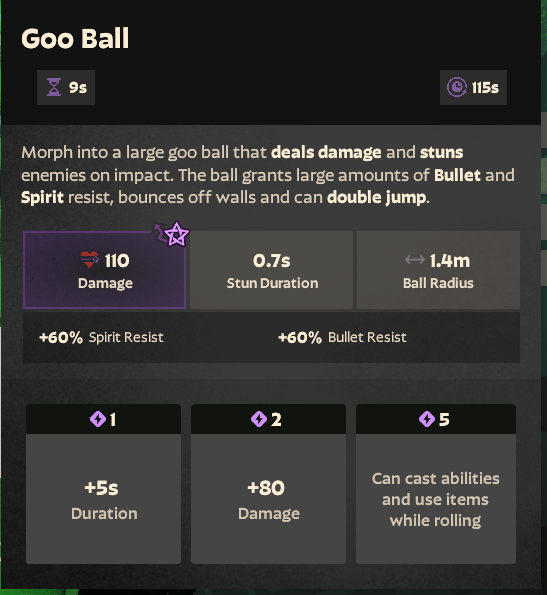 Goo Ball
9s
115s
Morph into a large goo ball that deals damage and stuns
enemies on impact. The ball grants large amounts of Bullet and
Spirit resist, bounces off walls and can double jump.
110
Damage
0.7s
Stun Duration
1.4m
Ball Radius
+60% Spirit Resist
+60% Bullet Resist
1
+5s
Duration
2
+80
Damage
5
Can cast abilities
and use items
while rolling